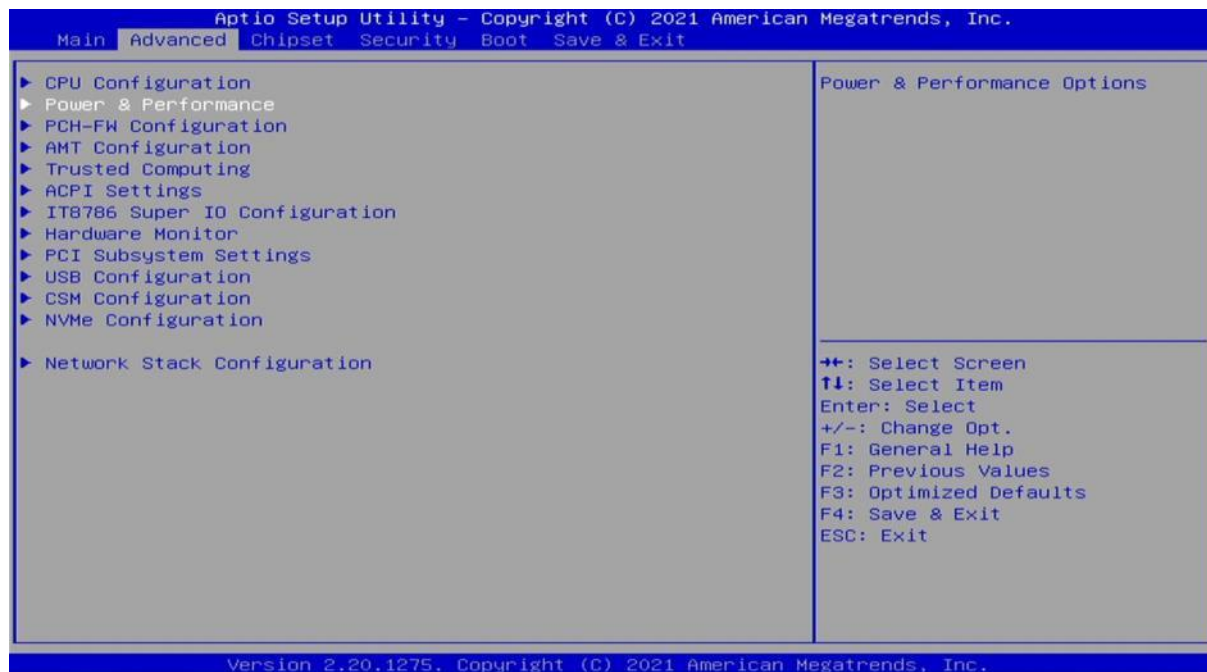 Aptio Setup Utility – Copyright (C) 2021 American Megatrends, Inc.
Main Advanced Chipset Security Boot Save & Exit
► CPU Configuration
► Power & Performance
► PCH-FW Configuration
► AMT Configuration
► Trusted Computing
► ACPI Settings
► IT8786 Super IO Configuration
► Hardware Monitor
► PCI Subsystem Settings
► USB Configuration
► CSM Configuration
► NVMe Configuration
► Network Stack Configuration
Power & Performance Options
→←: Select Screen
↑↓: Select Item
Enter: Select
+/-: Change Opt.
F1: General Help
F2: Previous Values
F3: Optimized Defaults
F4: Save & Exit
ESC: Exit
Version 2.20.1275. Copyright (C) 2021 American Megatrends, Inc.